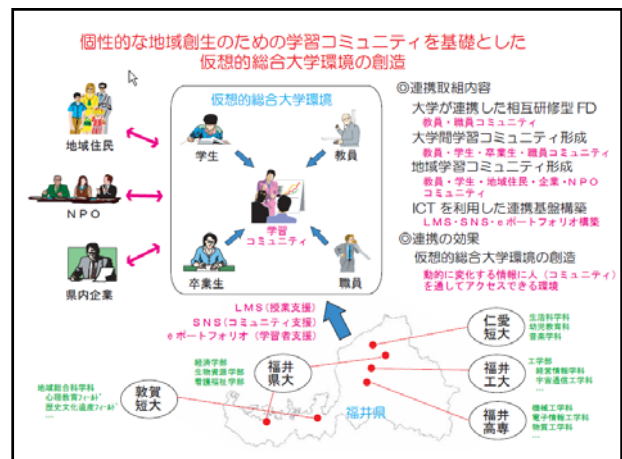 個性的な地域創生のための学習コミュニティを基礎とした
仮想的総合大学環境の創造
仮想的総合大学環境
地域住民
NPO
県内企業
学生
教員
学習
コミュニティ
卒業生
職員
◎連携取組内容
大学が連携した相互研修型FD
教員・職員コミュニティ
大学間学習コミュニティ形成
教員・学生・卒業生・職員コミュニティ
地域学習コミュニティ形成
教員・学生・地域住民・企業・NPO
コミュニティ
ICTを利用した連携基盤構築
LMS・SNS・eポートフォリオ構築
◎連携の効果
仮想的総合大学環境の創造
動的に変化する情報に人（コミュニティ）
を通してアクセスできる環境
LMS(授業支援)
SNS(コミュニティ支援)
eポートフォリオ(学習者支援)
仁愛
短大
生活科学科
幼児教育科
音楽学科
経済学部
生物資源学部
看護福祉学部
福井
県大
福井
工大
工学部
経営情報学科
宇宙通信工学科
…
地域総合科学科
心理教育フィールド
歴史文化遺産フィールド
…
敦賀
短大
福井県
福井
高専
機械工学科
電子情報工学科
物質工学科
…